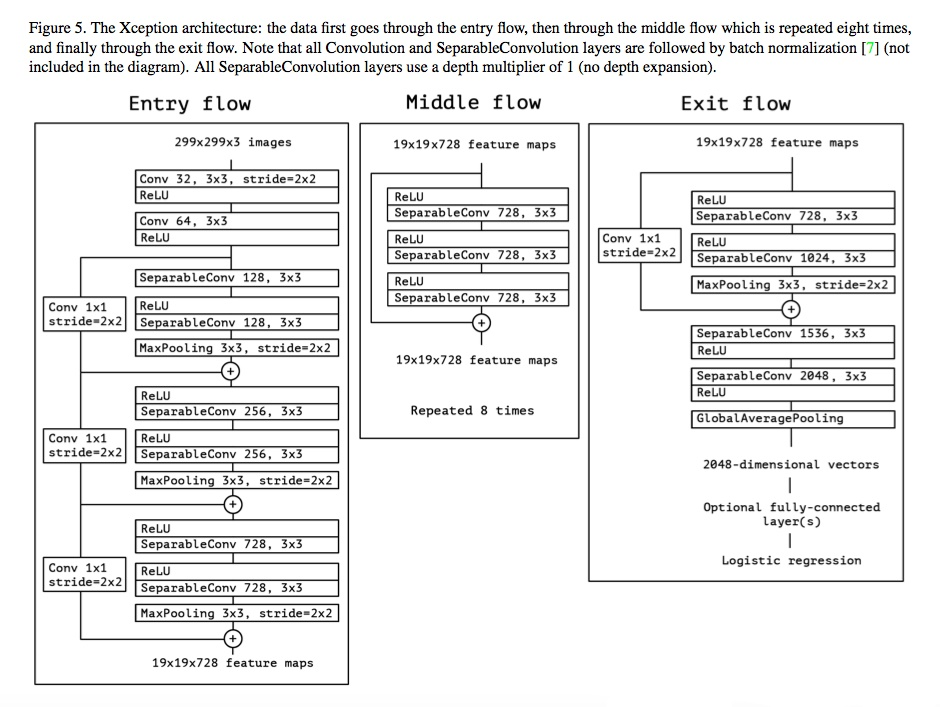 Figure 5. The Xception architecture: the data first goes through the entry flow, then through the middle flow which is repeated eight times,
and finally through the exit flow. Note that all Convolution and SeparableConvolution layers are followed by batch normalization [7] (not
included in the diagram). All SeparableConvolution layers use a depth multiplier of 1 (no depth expansion).
Entry flow
299x299x3 images
Conv 32, 3x3, stride=2x2
ReLU
Conv 64, 3x3
ReLU
SeparableConv 128, 3x3
Conv 1x1
stride=2x2
ReLU
SeparableConv 128, 3x3
MaxPooling 3x3, stride=2x2
+
ReLU
SeparableConv 256, 3x3
Conv 1x1
stride=2x2
ReLU
SeparableConv 256, 3x3
MaxPooling 3x3, stride=2x2
+
ReLU
SeparableConv 728, 3x3
Conv 1x1
stride=2x2
ReLU
SeparableConv 728, 3x3
MaxPooling 3x3, stride=2x2
+
19x19x728 feature maps
Middle flow
19x19x728 feature maps
ReLU
SeparableConv 728, 3x3
ReLU
SeparableConv 728, 3x3
ReLU
SeparableConv 728, 3x3
+
19x19x728 feature maps
Repeated 8 times
Exit flow
19x19x728 feature maps
ReLU
SeparableConv 728, 3x3
Conv 1x1
stride=2x2
ReLU
SeparableConv 1024, 3x3
MaxPooling 3x3, stride=2x2
+
SeparableConv 1536, 3x3
ReLU
SeparableConv 2048, 3x3
ReLU
GlobalAveragePooling
2048-dimensional vectors
Optional fully-connected
layer(s)
Logistic regression